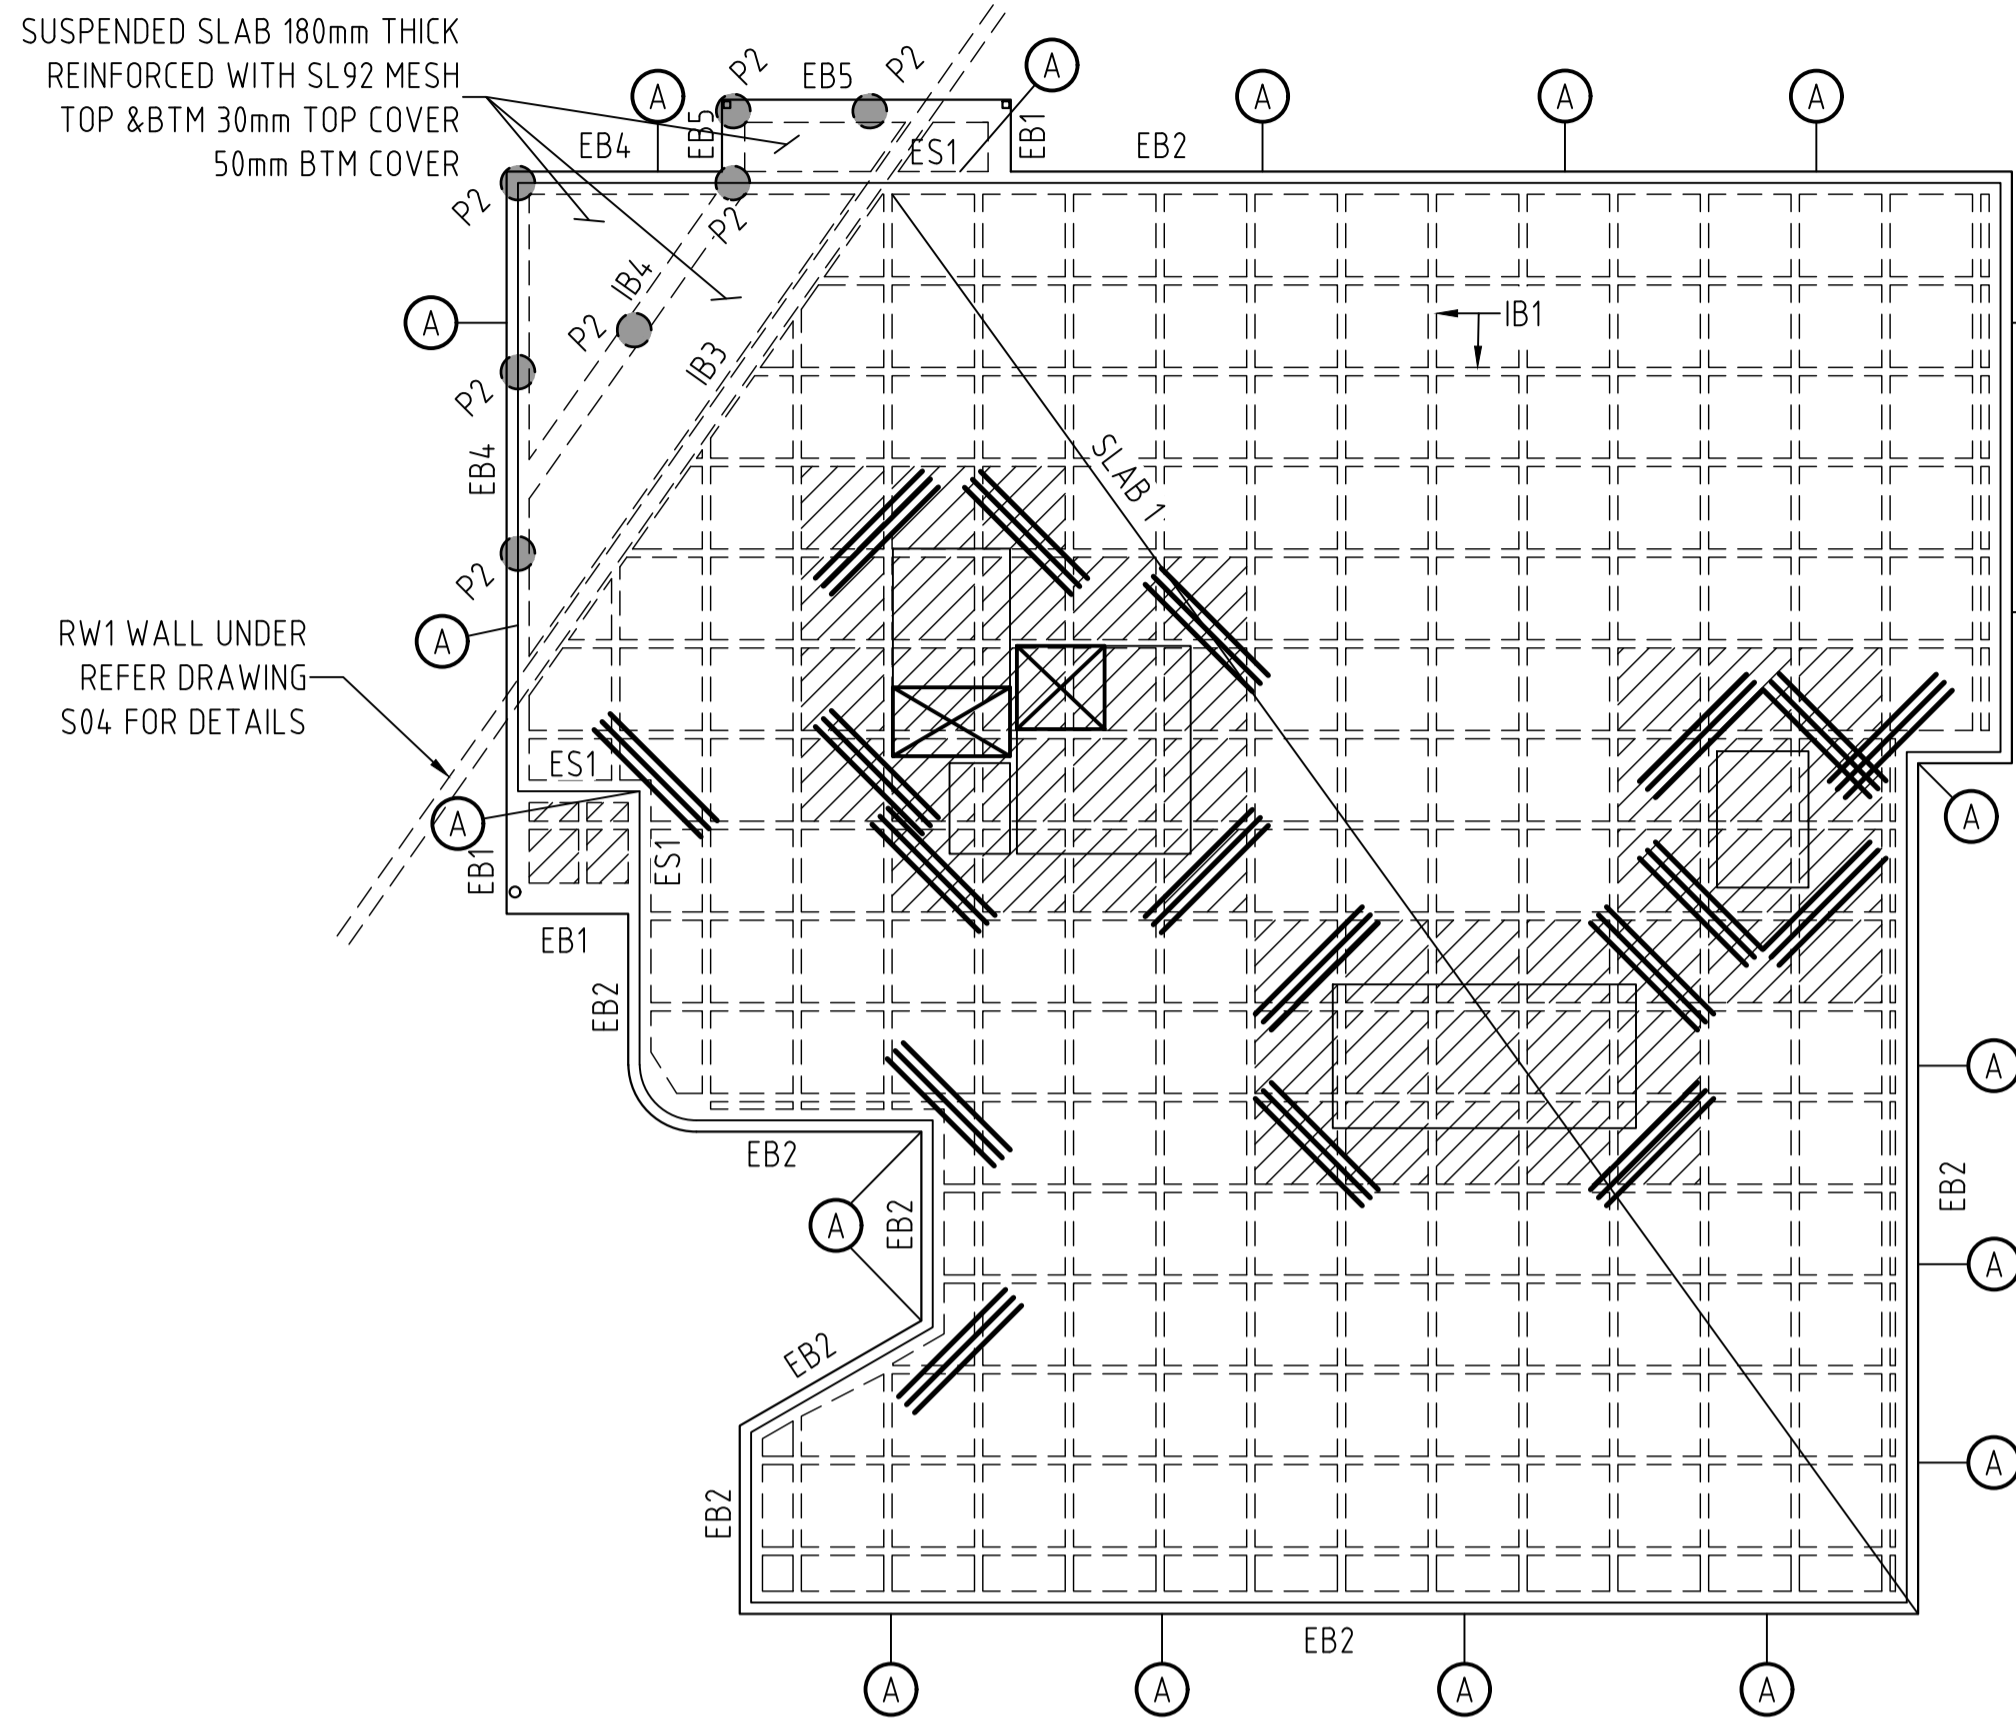 SUSPENDED SLAB 180mm THICK
REINFORCED WITH SL92 MESH
TOP &BTM 30mm TOP COVER
50mm BTM COVER
P2
EB5
P2
A
A
A
A
A
EB4
EB5
ES1
EB1
EB2
P2
P2
IB4
A
P2
IB3
IB1
P2
EB4
SLAB 1
P2
RW1 WALL UNDER
REFER DRAWING
S04 FOR DETAILS
A
ES1
A
A
EB1
ES1
EB1
EB2
A
EB2
EB2
A
EB2
EB2
A
EB2
A
EB2
A
A
A
A